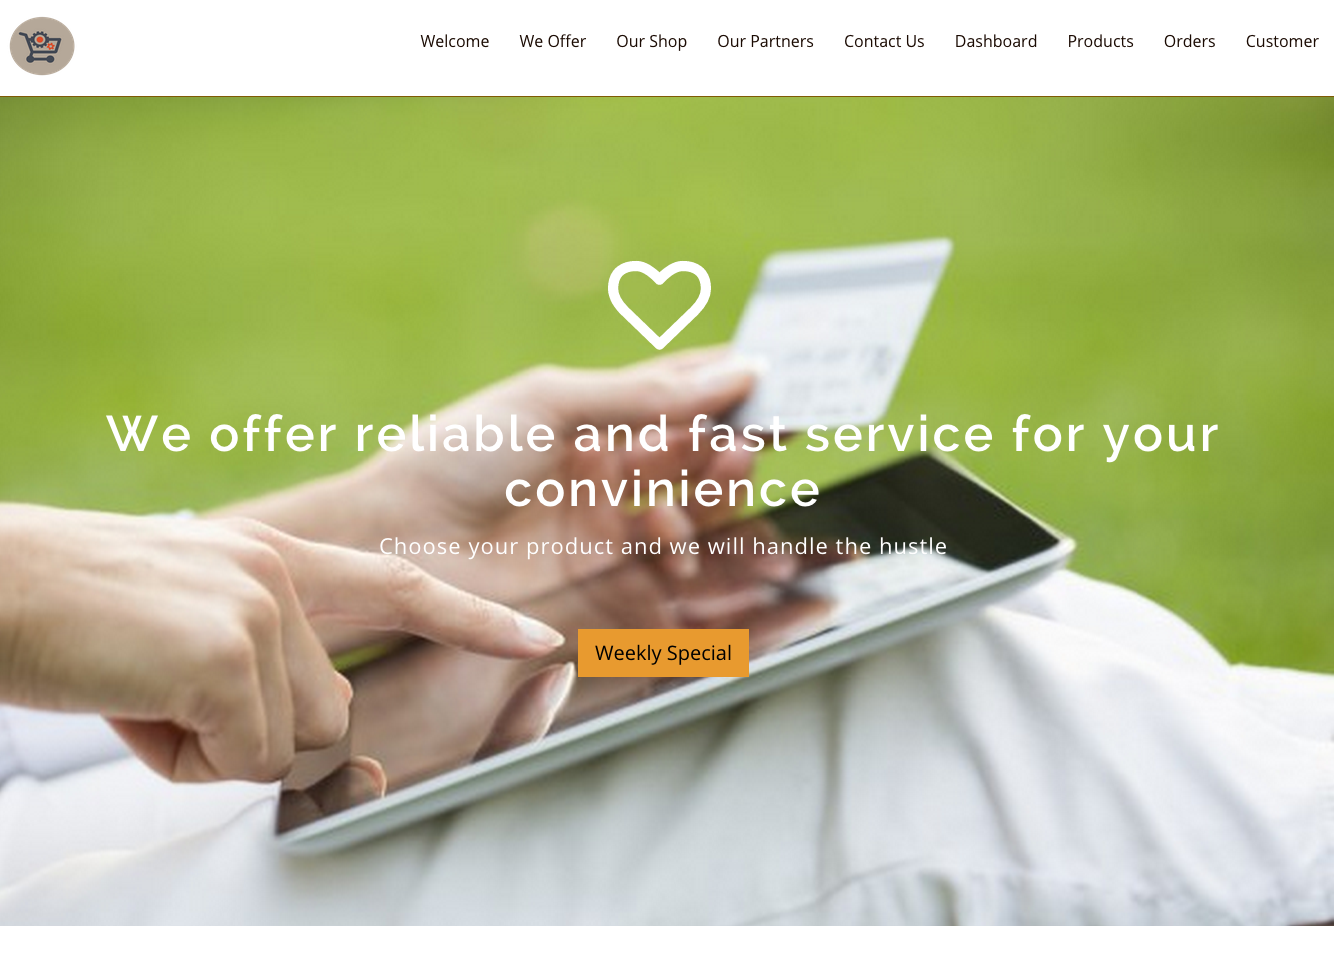 Welcome We Offer Our Shop Our Partners Contact Us Dashboard Products Orders Customer
We offer reliable and fast service for your
convinience
Choose your product and we will handle the hustle
Weekly Special